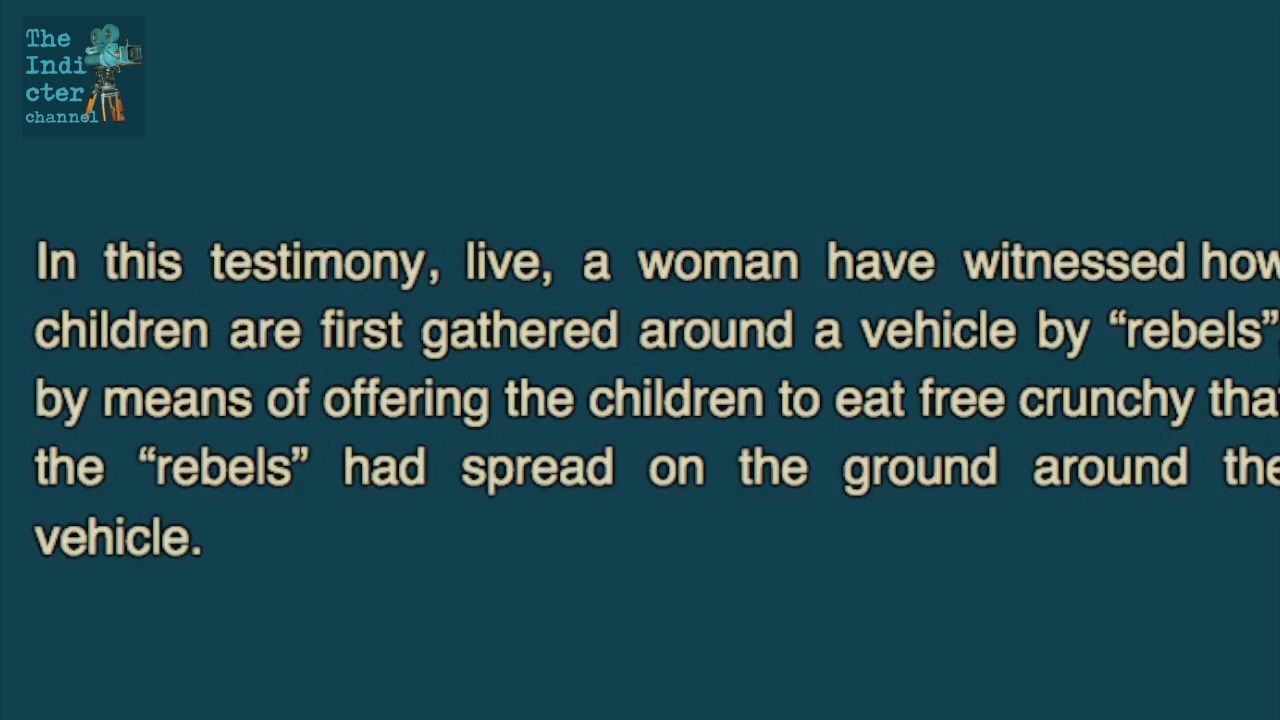 The
Indi
cter
channel
In this testimony, live, a woman have witnessed how
children are first gathered around a vehicle by “rebels”
by means of offering the children to eat free crunchy that
the “rebels” had spread on the ground around the
vehicle.